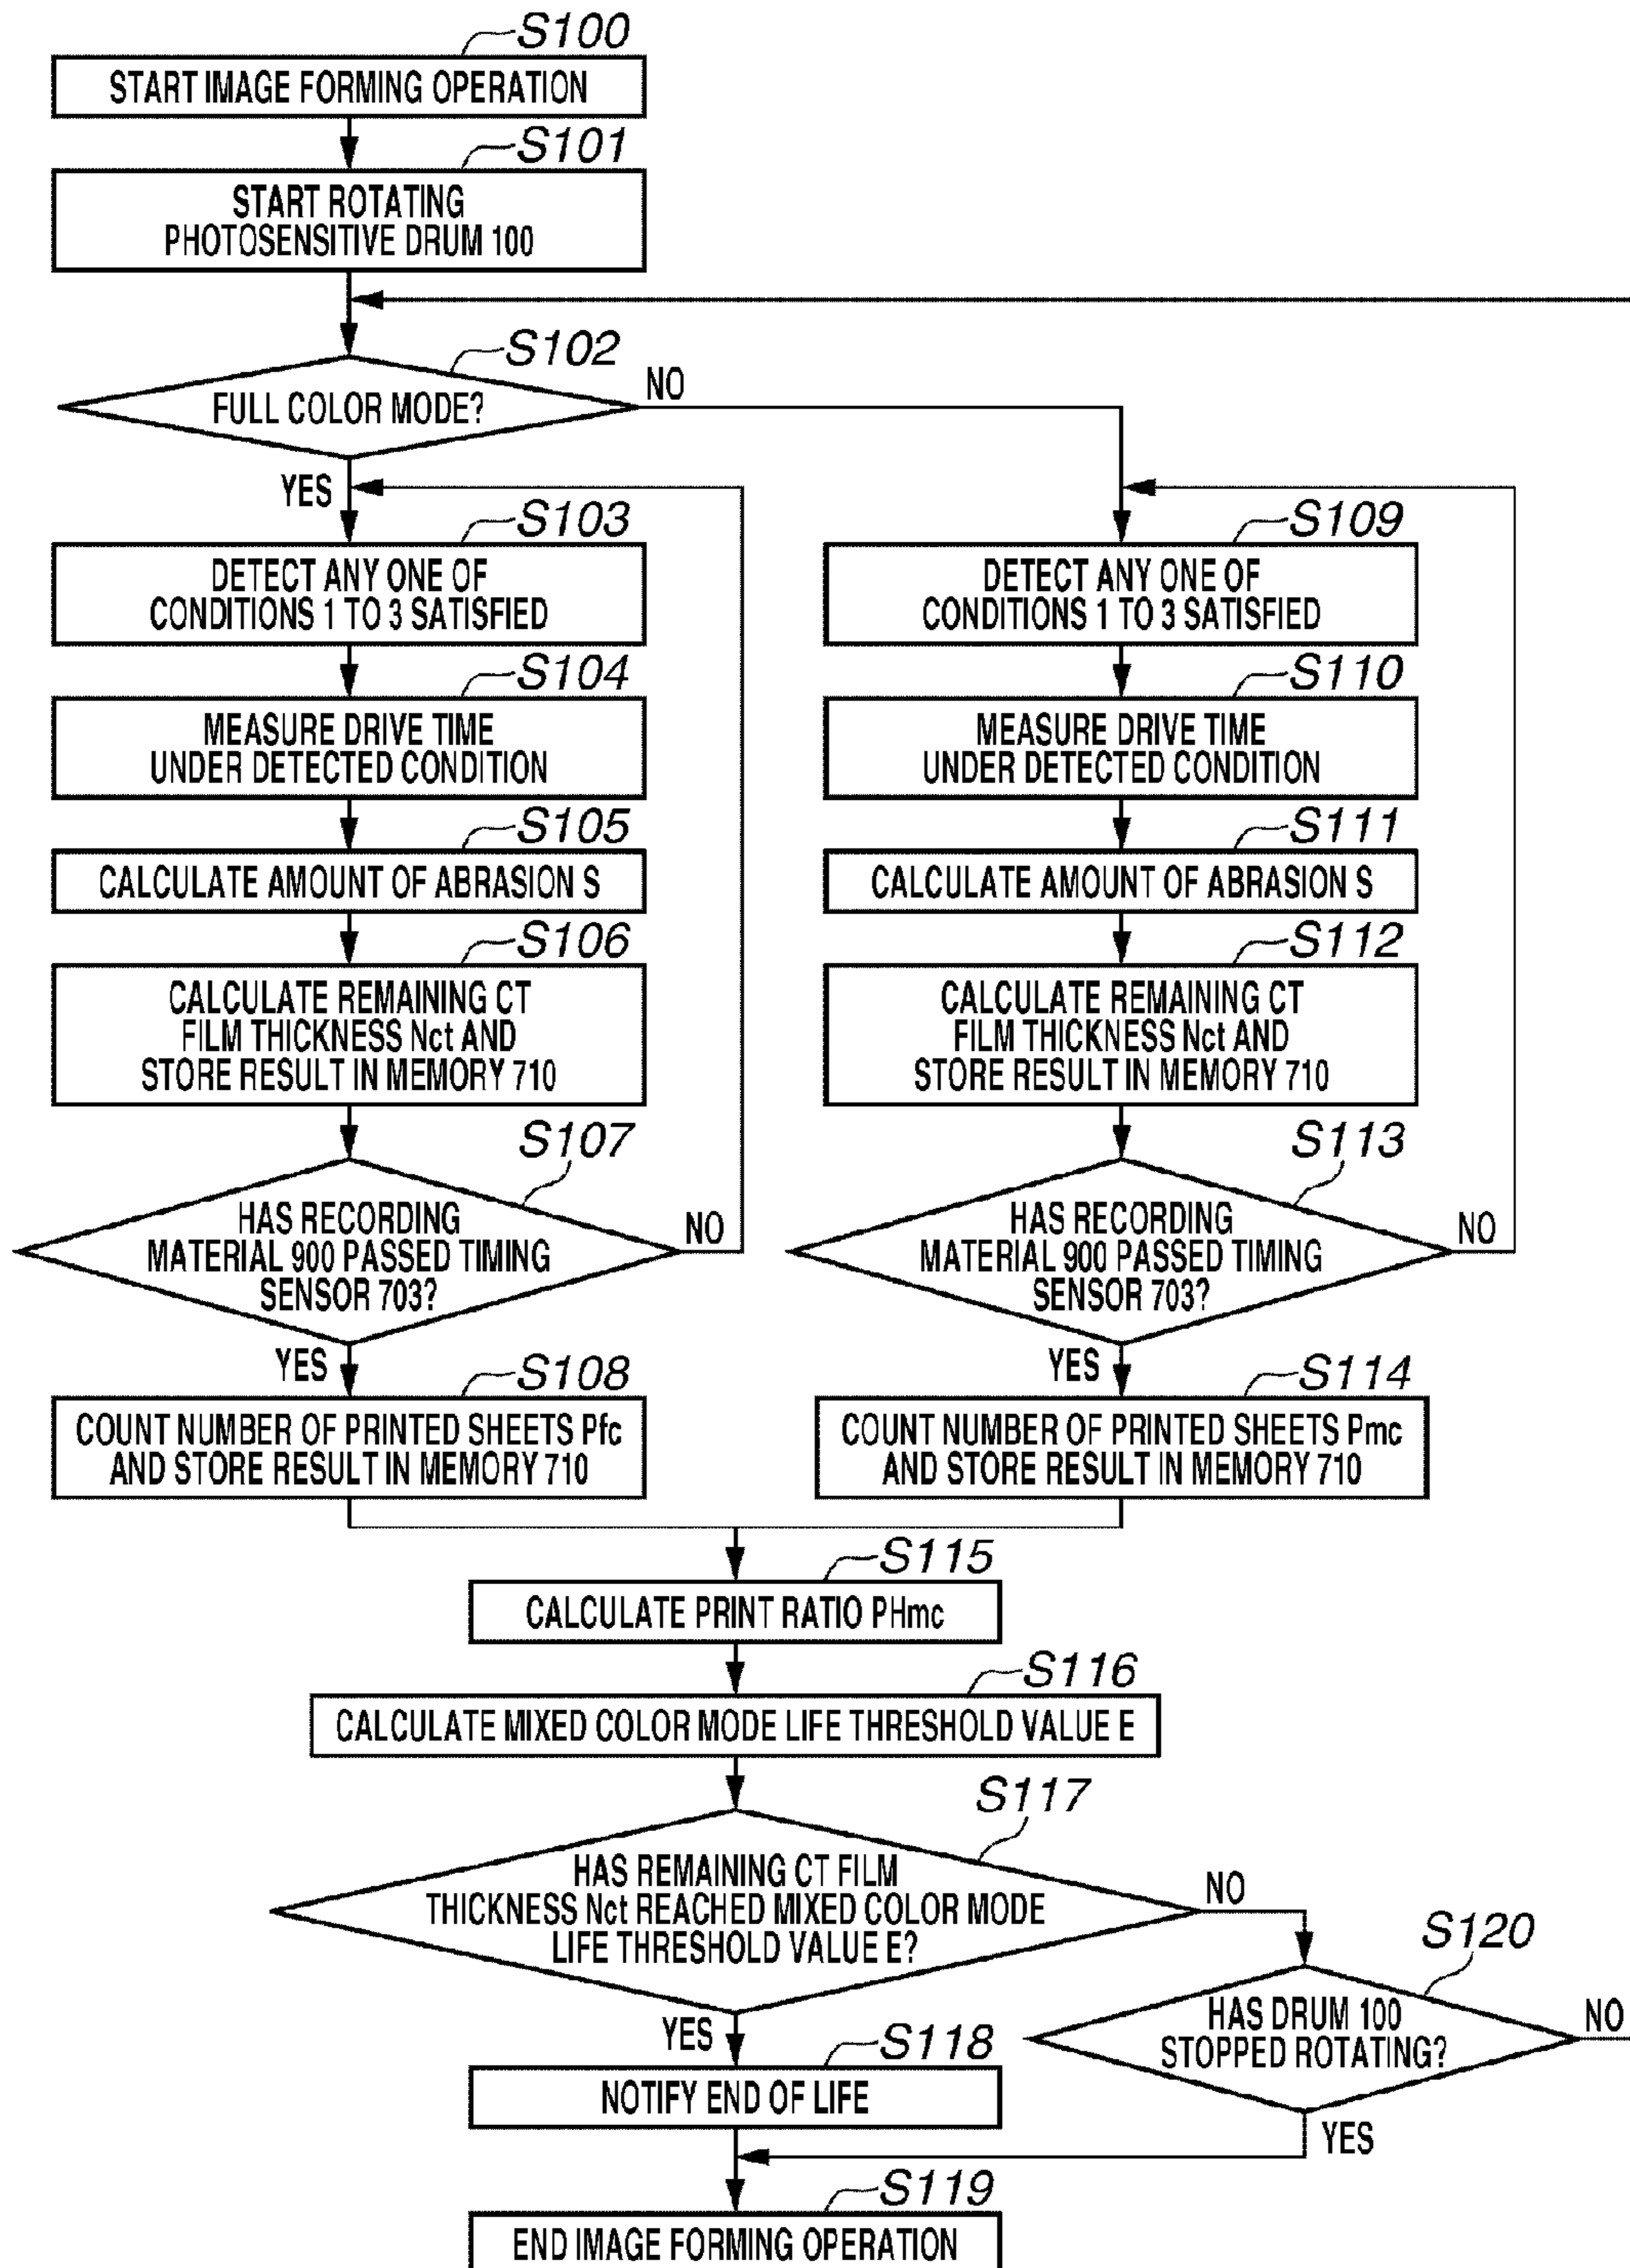 S100
START IMAGE FORMING OPERATION
S101
START ROTATING
PHOTOSENSITIVE DRUM 100
S102
FULL COLOR MODE?
NO
YES
S103
DETECT ANY ONE OF
CONDITIONS 1 TO 3 SATISFIED
S104
MEASURE DRIVE TIME
UNDER DETECTED CONDITION
S105
CALCULATE AMOUNT OF ABRASION S
S106
CALCULATE REMAINING CT
FILM THICKNESS Nct AND
STORE RESULT IN MEMORY 710
S107
HAS RECORDING
MATERIAL 900 PASSED TIMING
SENSOR 703?
NO
YES
S108
COUNT NUMBER OF PRINTED SHEETS Pfc
AND STORE RESULT IN MEMORY 710
S109
DETECT ANY ONE OF
CONDITIONS 1 TO 3 SATISFIED
S110
MEASURE DRIVE TIME
UNDER DETECTED CONDITION
S111
CALCULATE AMOUNT OF ABRASION S
S112
CALCULATE REMAINING CT
FILM THICKNESS Nct AND
STORE RESULT IN MEMORY 710
S113
HAS RECORDING
MATERIAL 900 PASSED TIMING
SENSOR 703?
NO
YES
S114
COUNT NUMBER OF PRINTED SHEETS Pmc
AND STORE RESULT IN MEMORY 710
S115
CALCULATE PRINT RATIO PHmc
S116
CALCULATE MIXED COLOR MODE LIFE THRESHOLD VALUE E
S117
HAS REMAINING CT FILM
THICKNESS Nct REACHED MIXED COLOR MODE
LIFE THRESHOLD VALUE E?
NO
YES
S120
HAS DRUM 100
STOPPED ROTATING?
NO
YES
S118
NOTIFY END OF LIFE
S119
END IMAGE FORMING OPERATION